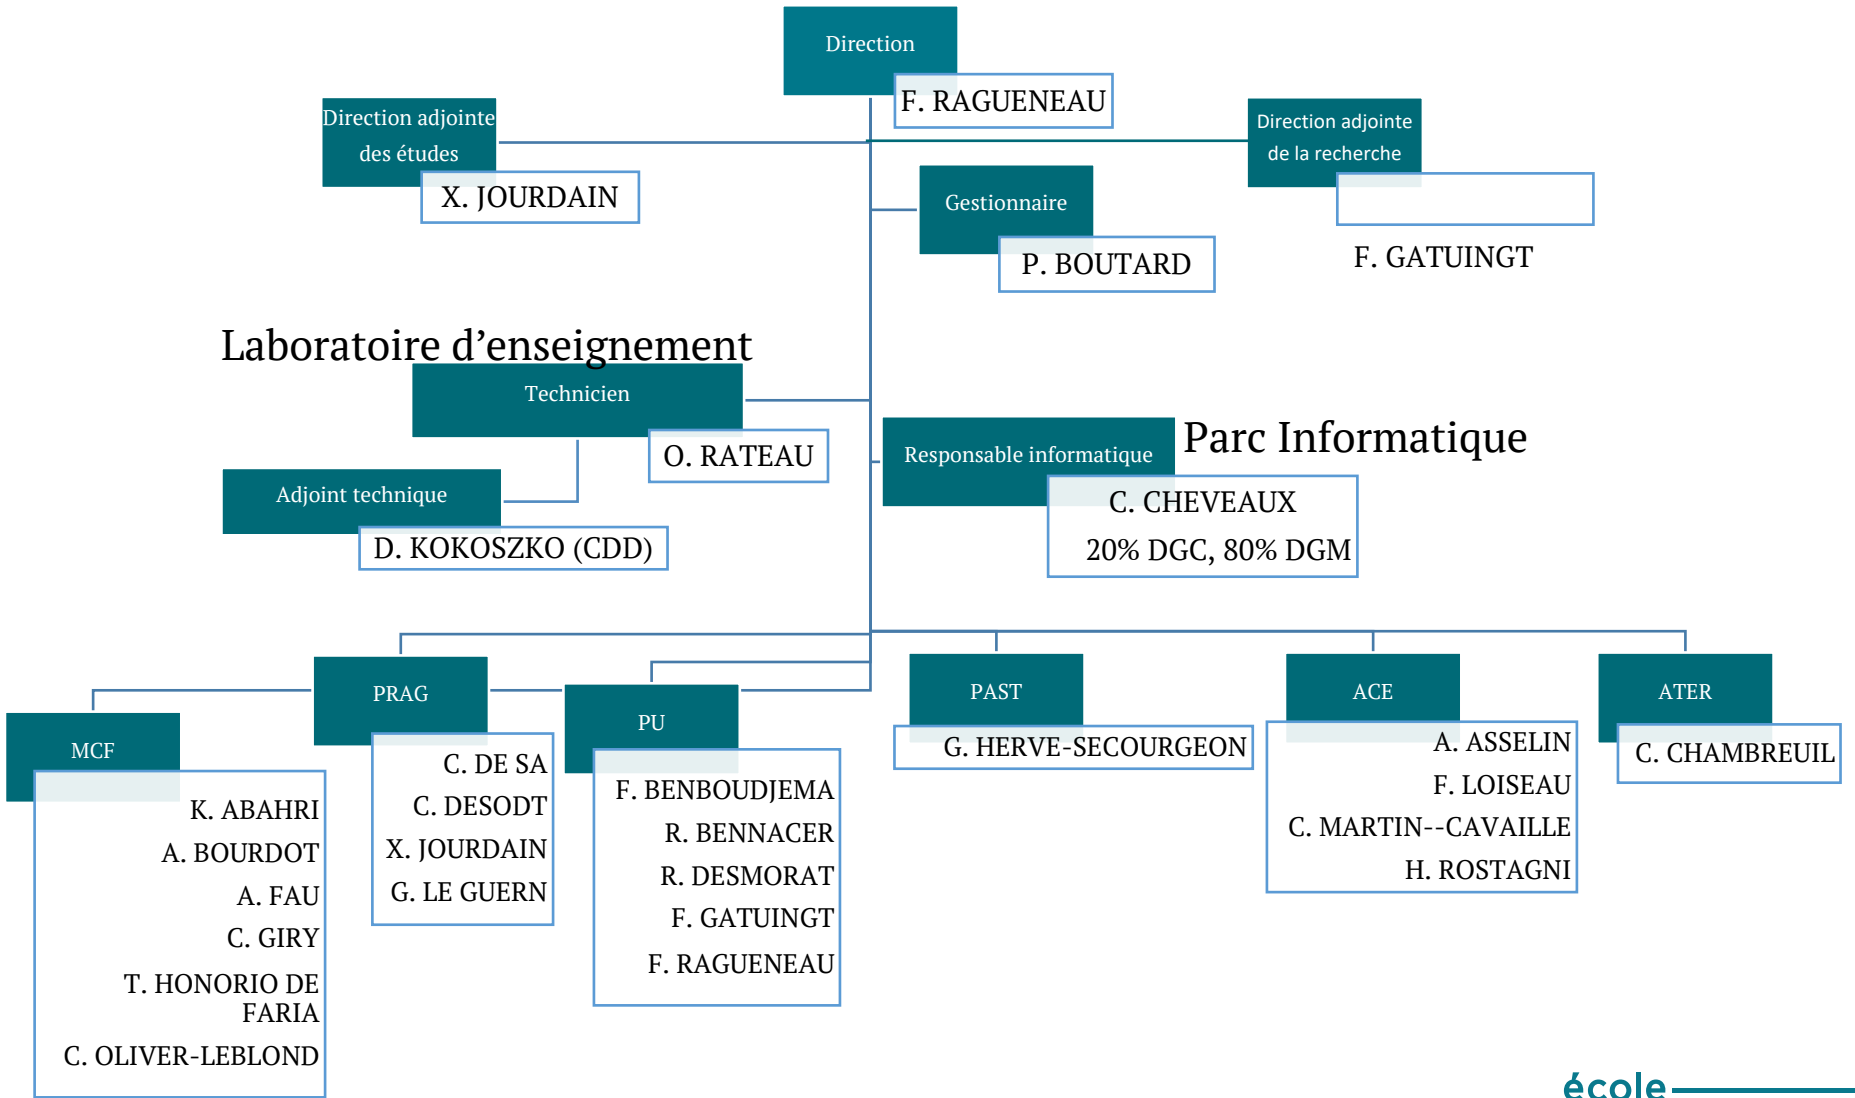 Direction
F. RAGUENEAU
Direction adjointe
des études
X. JOURDAIN
Direction adjointe
de la recherche
F. GATUINGT
Gestionnaire
P. BOUTARD
Laboratoire d’enseignement
Technicien
O. RATEAU
Adjoint technique
D. KOKOSZKO (CDD)
Parc Informatique
Responsable informatique
C. CHEVEAUX
20% DGC, 80% DGM
MCF
K. ABAHRI
A. BOURDOT
A. FAU
C. GIRY
T. HONORIO DE
FARIA
C. OLIVER-LEBLOND
PRAG
C. DE SA
C. DESODT
X. JOURDAIN
G. LE GUERN
PU
F. BENBOUDJEMA
R. BENNACER
R. DESMORAT
F. GATUINGT
F. RAGUENEAU
PAST
G. HERVE-SECOURGEON
ACE
A. ASSELIN
F. LOISEAU
C. MARTIN--CAVAILLE
H. ROSTAGNI
ATER
C. CHAMBREUIL
école